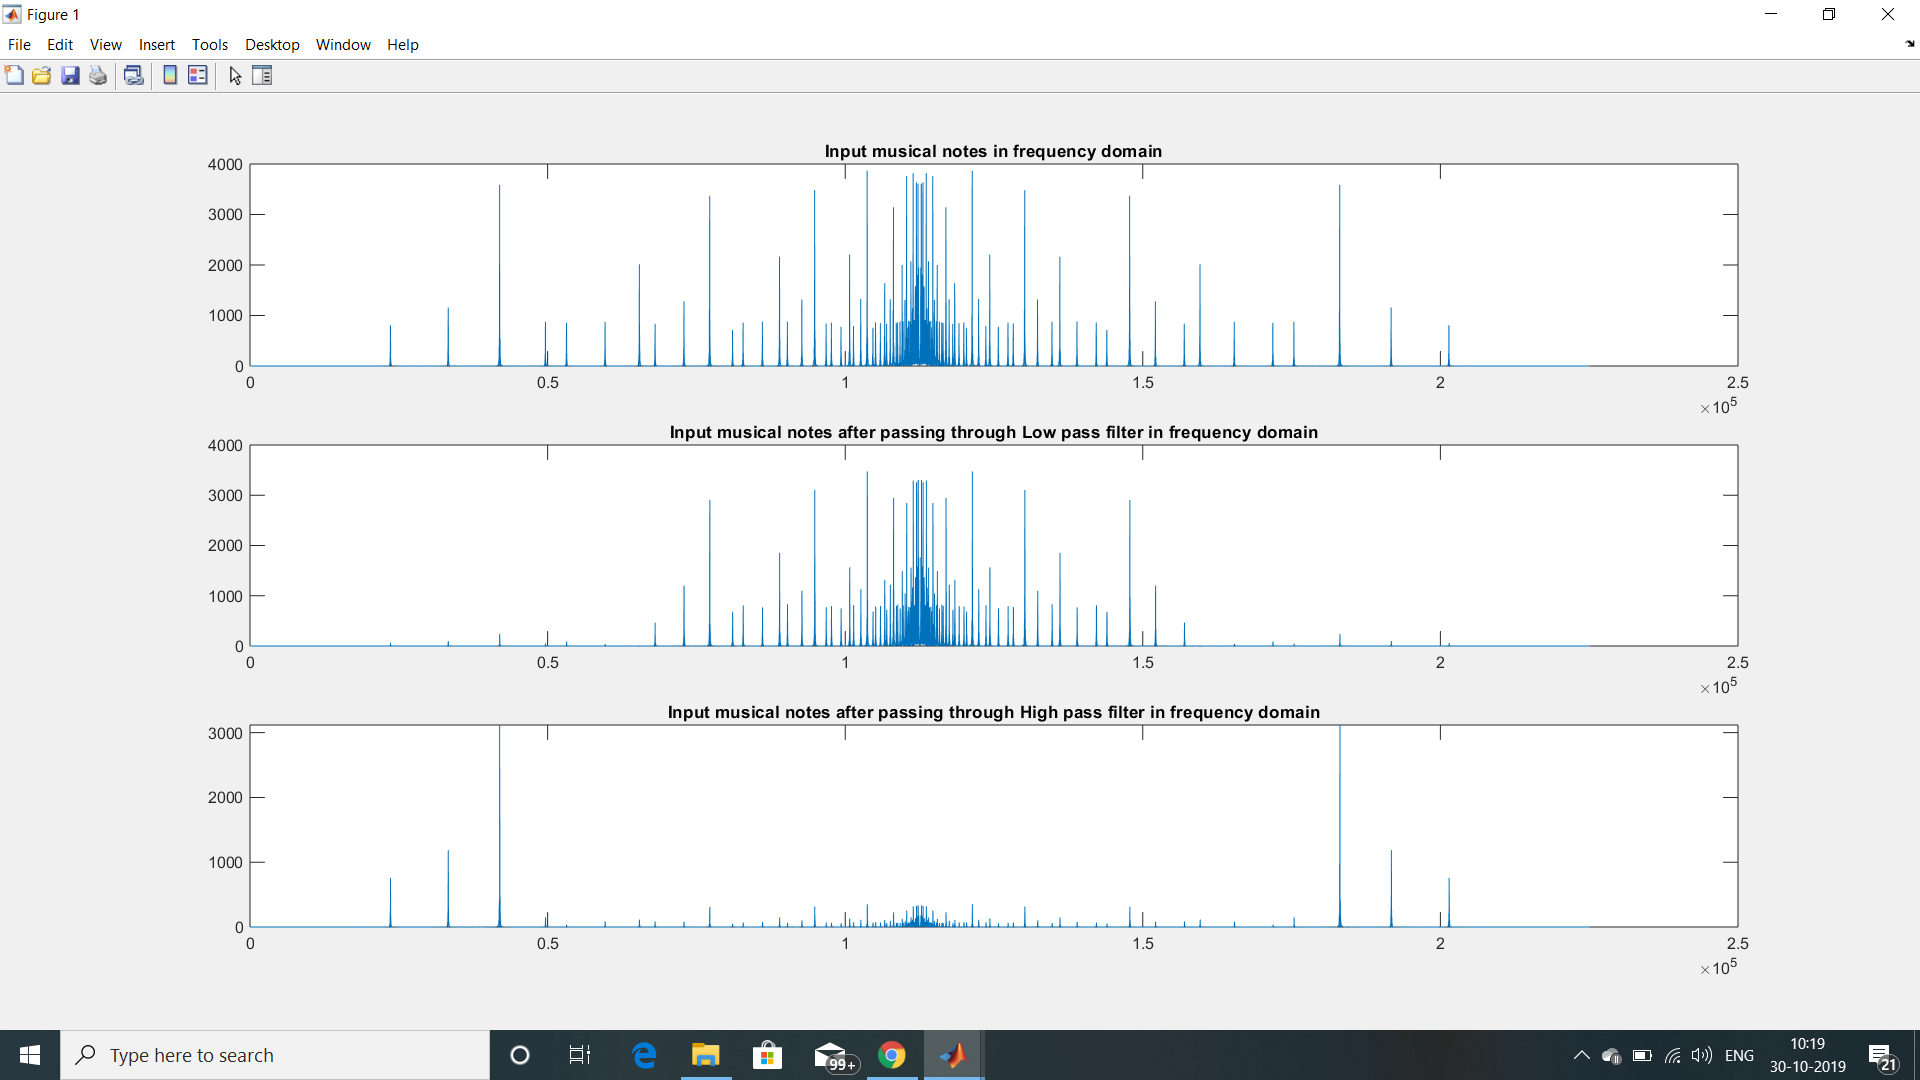 Figure 1
File Edit View Insert Tools Desktop Window Help
Input musical notes in frequency domain
4000
3000
2000
1000
0
0 0.5 1 1.5 2 2.5
×10^5
Input musical notes after passing through Low pass filter in frequency domain
4000
3000
2000
1000
0
0 0.5 1 1.5 2 2.5
×10^5
Input musical notes after passing through High pass filter in frequency domain
3000
2000
1000
0
0 0.5 1 1.5 2 2.5
×10^5
Type here to search
99+
ENG
10:19
30-10-2019
21